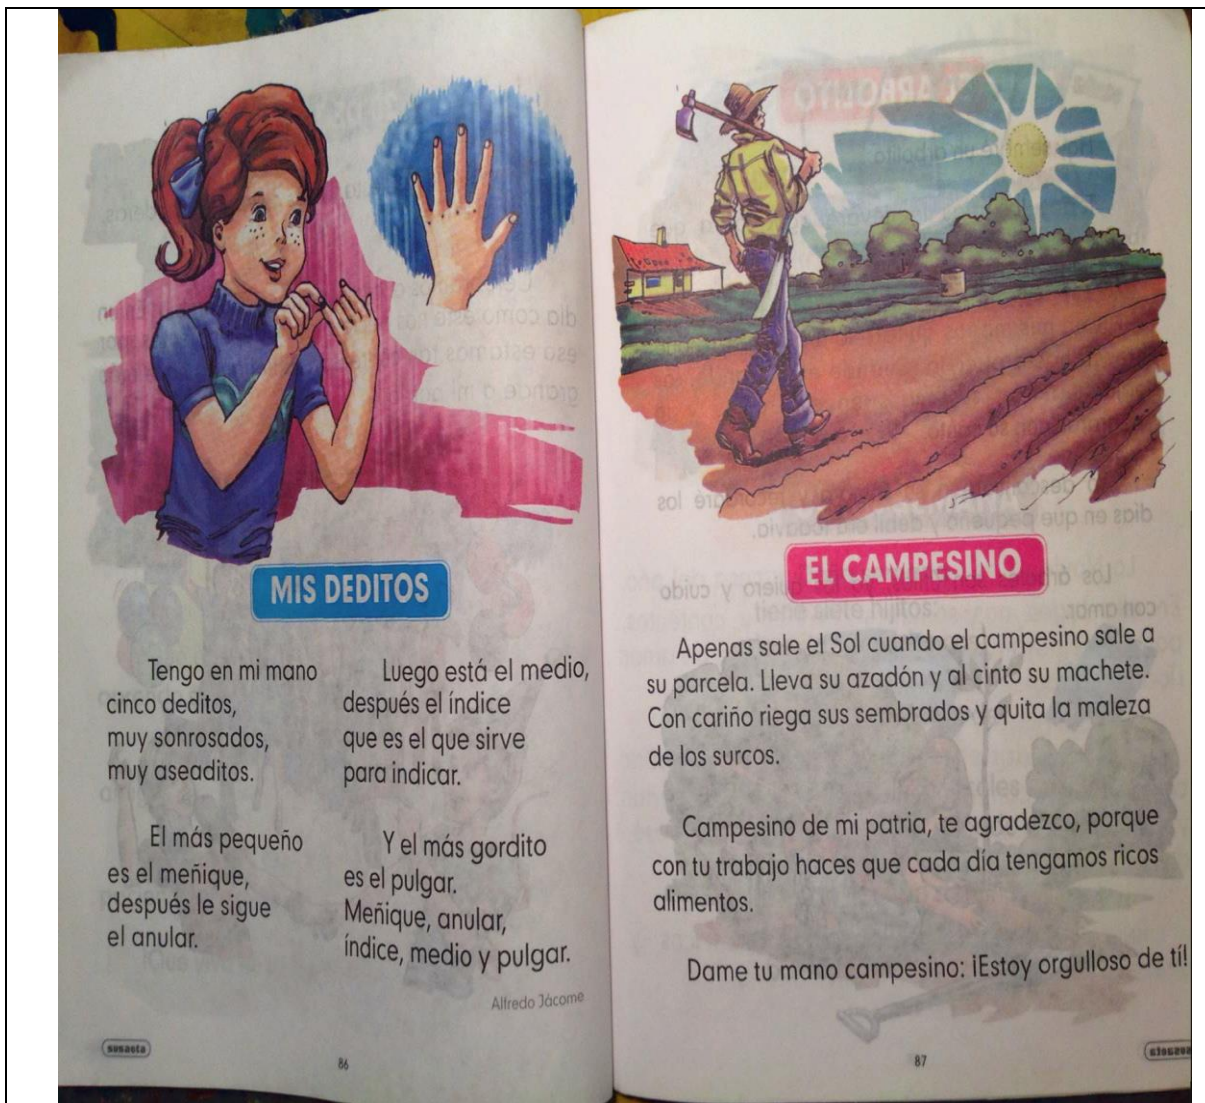 MIS DEDITOS
Tengo en mi mano
cinco deditos,
muy sonrosados,
muy aseaditos.
El más pequeño
es el meñique,
después le sigue
el anular.
Luego está el medio,
después el índice
que es el que sirve
para indicar.
Y el más gordito
es el pulgar.
Meñique, anular,
índice, medio y pulgar.
Alfredo Jácome
susaeta
86
EL CAMPESINO
Apenas sale el Sol cuando el campesino sale a
su parcela. Lleva su azadón y al cinto su machete.
Con cariño riega sus sembrados y quita la maleza
de los surcos.
Campesino de mi patria, te agradezco, porque
con tu trabajo haces que cada día tengamos ricos
alimentos.
Dame tu mano campesino: ¡Estoy orgulloso de tí!
87